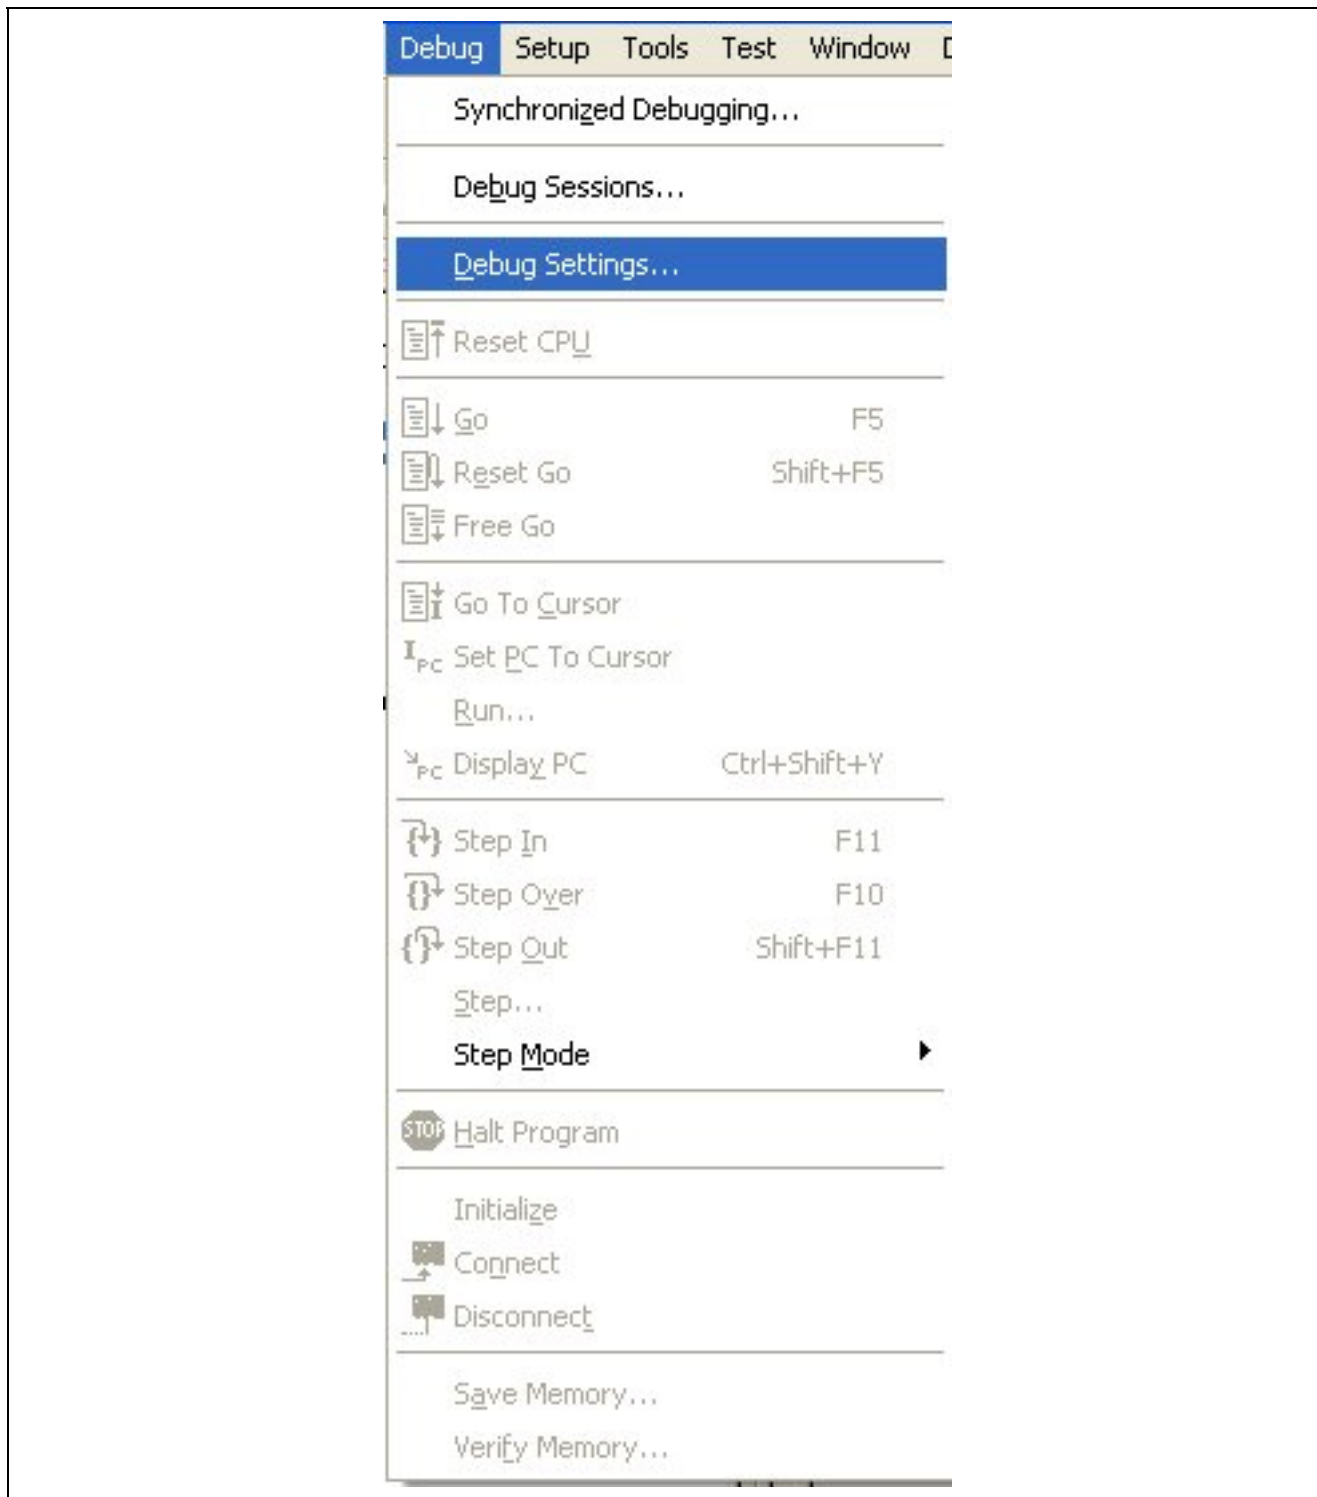 Debug Setup Tools Test Window
Synchronized Debugging...
Debug Sessions...
Debug Settings...
Reset CPU
Go F5
Reset Go Shift+F5
Free Go
Go To Cursor
I PC Set PC To Cursor
Run...
PC Display PC Ctrl+Shift+Y
Step In F11
Step Over F10
Step Out Shift+F11
Step...
Step Mode
STOP Halt Program
Initialize
Connect
Disconnect
Save Memory...
Verify Memory...